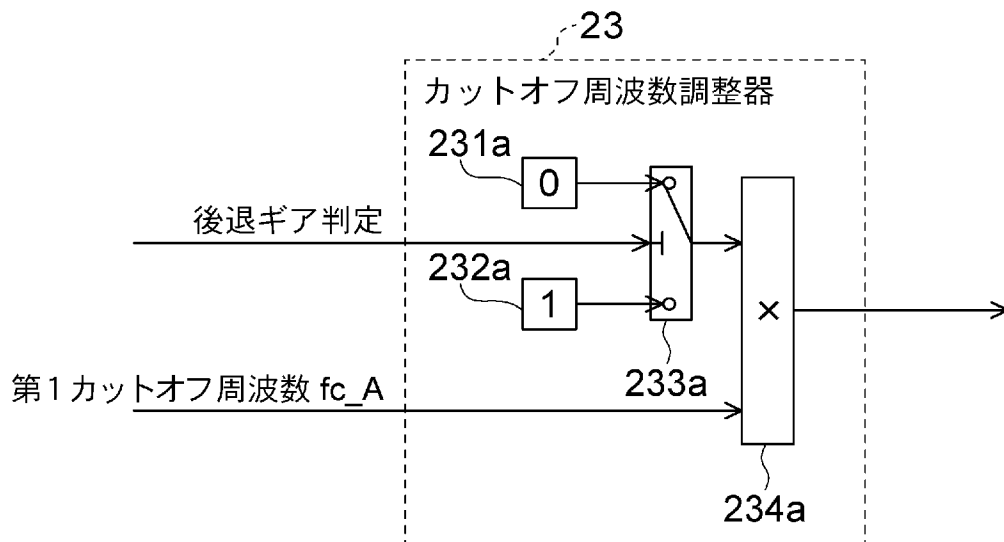 23
カットオフ周波数調整器
231a
0
後退ギア判定
232a
1
×
233a
第1カットオフ周波数 fc_A
234a